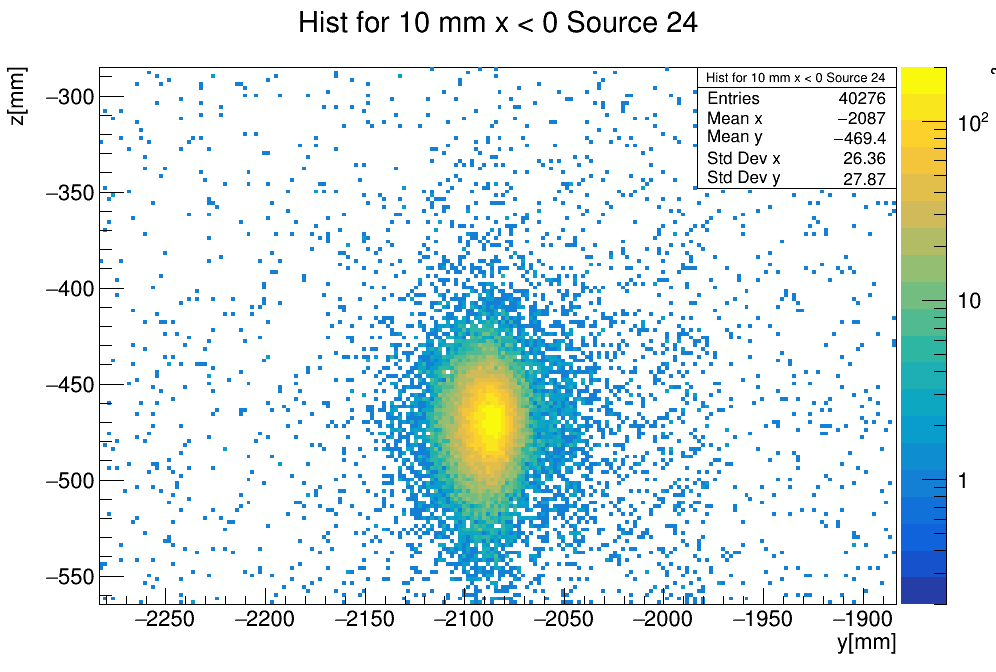 Hist for 10 mm x < 0 Source 24
z[mm]
Hist for 10 mm x < 0 Source 24
Entries 40276
Mean x −2087
Mean y −469.4
Std Dev x 26.36
Std Dev y 27.87
−300
−350
−400
−450
−500
−550
10²
10
1
−2250 −2200 −2150 −2100 −2050 −2000 −1950 −1900
y[mm]